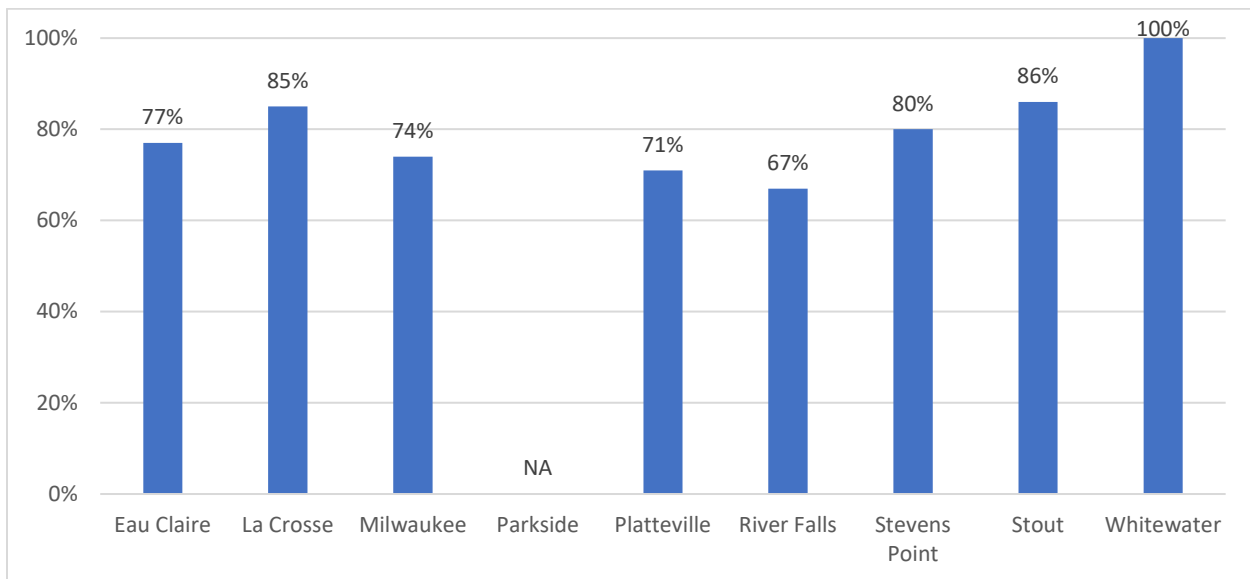 100%
80%
60%
40%
20%
0%
77%
85%
74%
NA
71%
67%
80%
86%
100%
Eau Claire
La Crosse
Milwaukee
Parkside
Platteville
River Falls
Stevens
Point
Stout
Whitewater